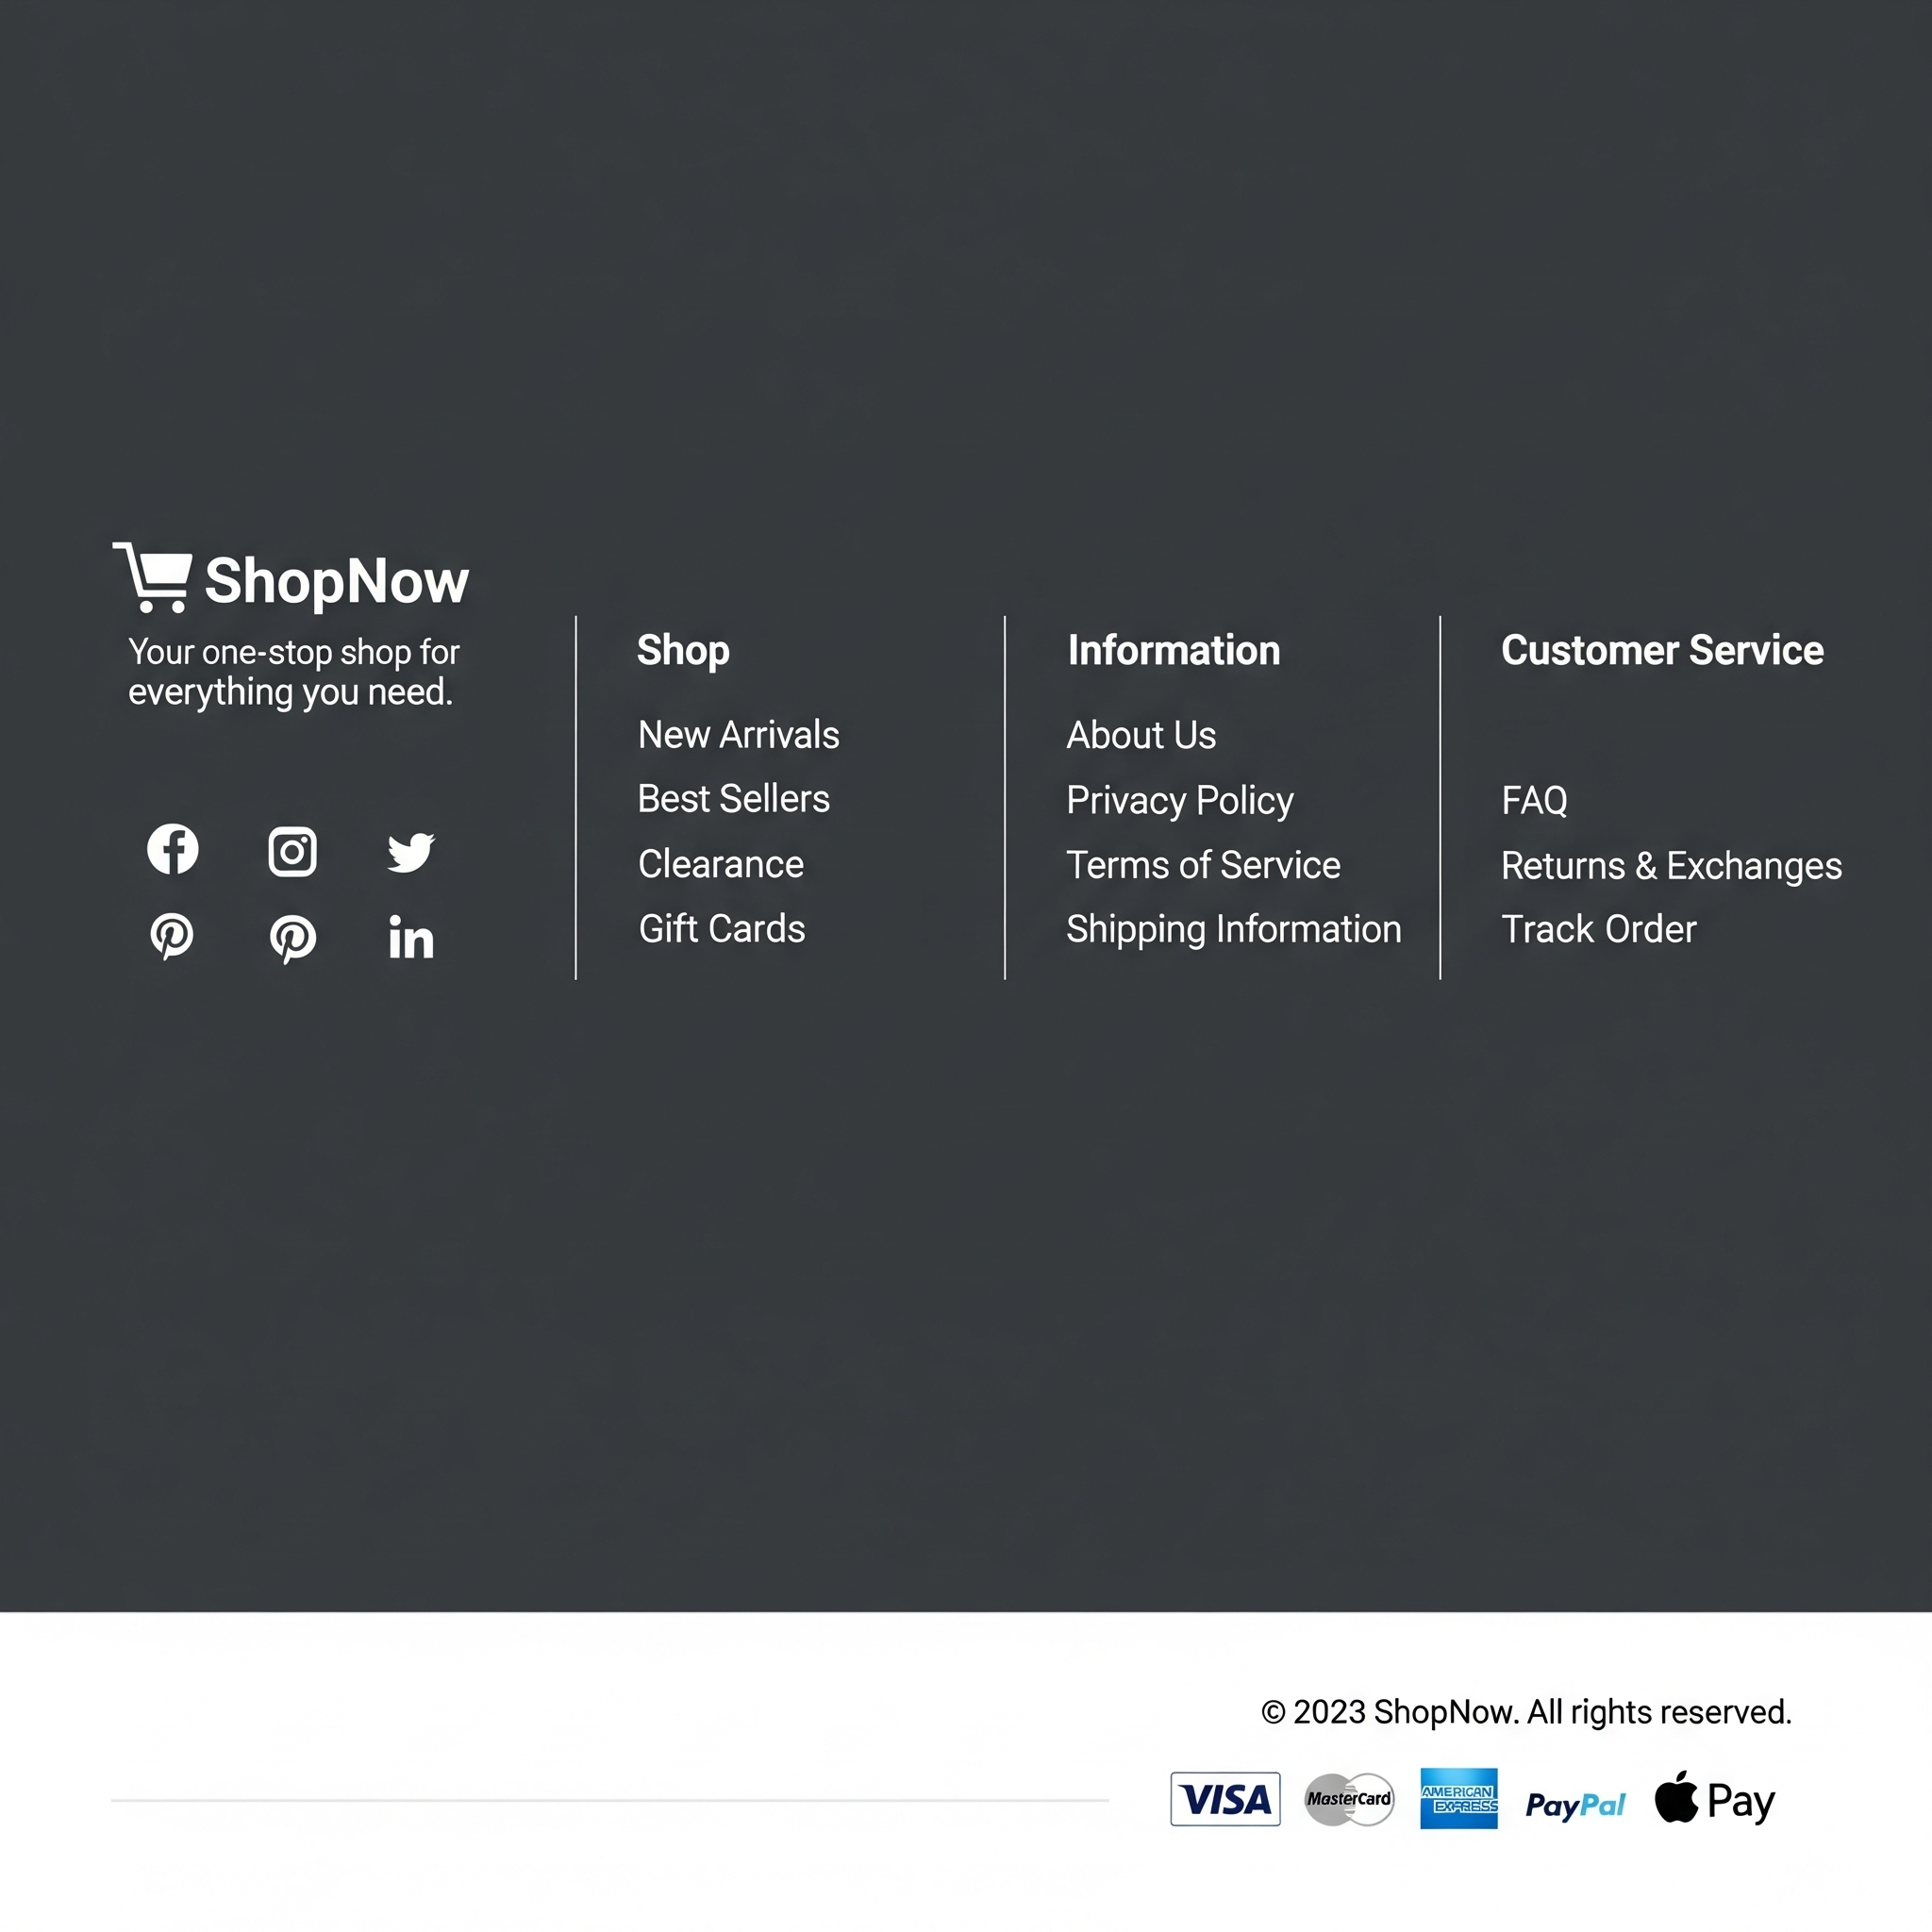 ShopNow
Your one-stop shop for
everything you need.
Shop
New Arrivals
Best Sellers
Clearance
Gift Cards
Information
About Us
Privacy Policy
Terms of Service
Shipping Information
Customer Service
FAQ
Returns & Exchanges
Track Order
© 2023 ShopNow. All rights reserved.
VISA
MasterCard
AMERICAN
EXPRESS
PayPal
Pay